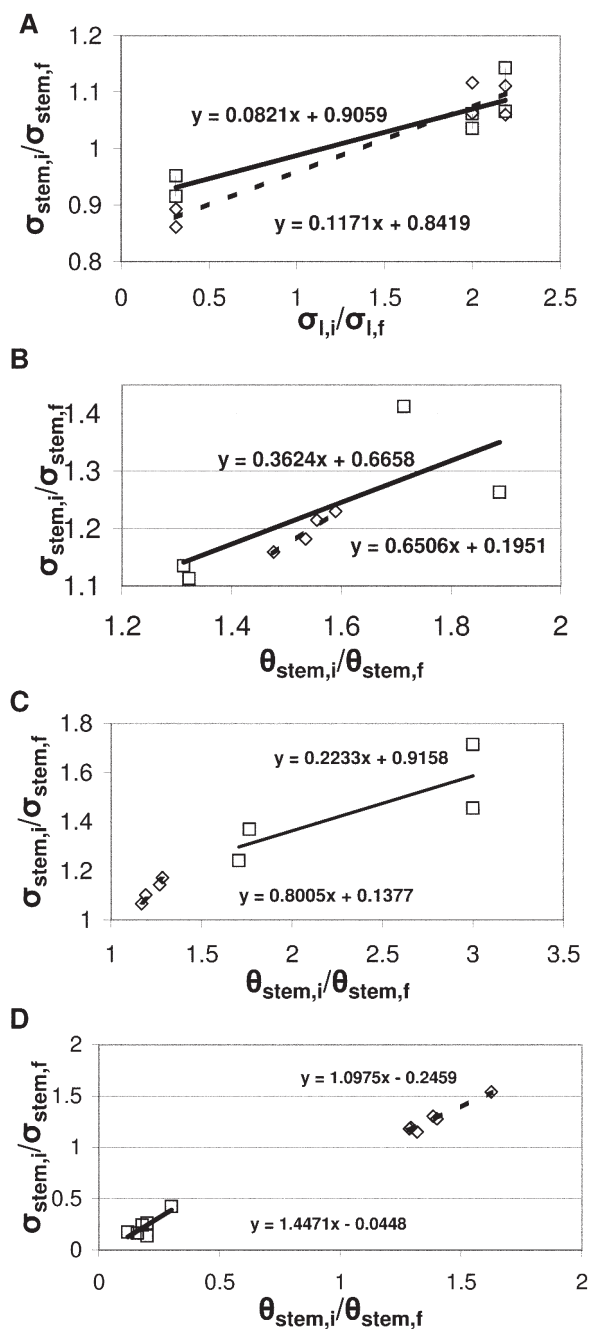 A
σstem,i/σstem,f
1.2
1.1
1
0.9
0.8
y = 0.0821x + 0.9059
y = 0.1171x + 0.8419
0 0.5 1 1.5 2 2.5
σl,i/σl,f
B
σstem,i/σstem,f
1.4
1.3
1.2
1.1
y = 0.3624x + 0.6658
y = 0.6506x + 0.1951
1.2 1.4 1.6 1.8 2
θstem,i/θstem,f
C
σstem,i/σstem,f
1.8
1.6
1.4
1.2
1
y = 0.2233x + 0.9158
y = 0.8005x + 0.1377
1 1.5 2 2.5 3 3.5
θstem,i/θstem,f
D
σstem,i/σstem,f
2
1.5
1
0.5
0
y = 1.0975x - 0.2459
y = 1.4471x - 0.0448
0 0.5 1 1.5 2
θstem,i/θstem,f